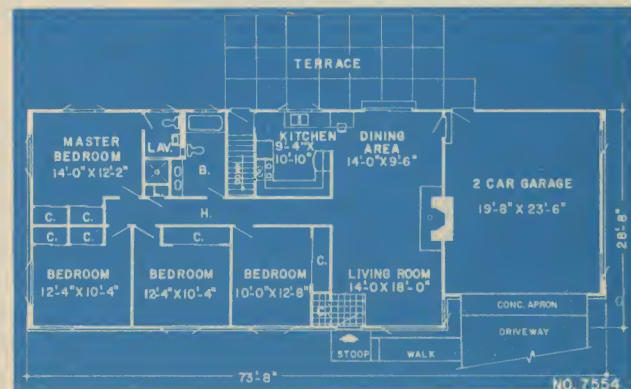 TERRACE
MASTER
BEDROOM
14'-0" X 12'-2"
LAV.
B.
DOWN
KITCHEN
9'-4" X
10'-10"
DINING
AREA
14'-0" X 9'-6"
2 CAR GARAGE
19'-8" X 23'-6"
28'-8"
H.
C.
C.
C.
C.
C.
C.
BEDROOM
12'-4" X 10'-4"
BEDROOM
12'-4" X 10'-4"
BEDROOM
10'-0" X 12'-8"
LIVING ROOM
14'-0 X 18'-0"
C.
CONC. APRON
DRIVEWAY
STOOP
WALK
73'-8"
NO. 7554